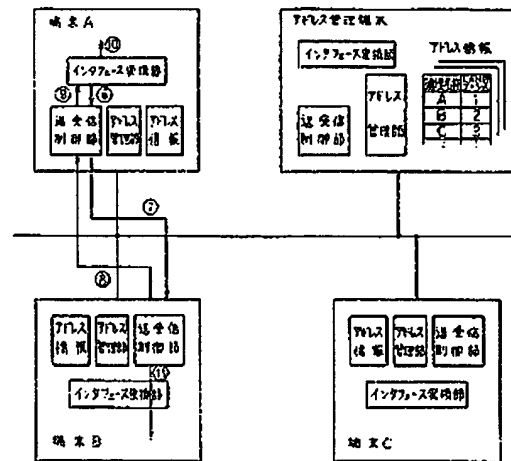 端末A
⑩
インタフェース変換部
⑨
⑥
送受信
制御部
アドレス
管理部
アドレス
情報
アドレス管理端末
インタフェース変換部
アドレス情報
アドレス
管理部
送受信
制御部
A 1
B 2
C 3
⑦
⑧
アドレス
情報
アドレス
管理部
送受信
制御部
インタフェース変換部
端末B
アドレス
情報
アドレス
管理部
送受信
制御部
インタフェース変換部
端末C